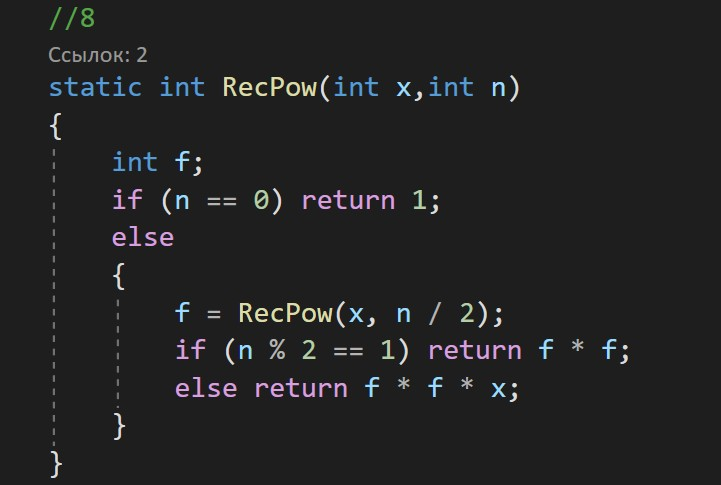 //8
Ссылок: 2
static int RecPow(int x,int n)
{
int f;
if (n == 0) return 1;
else
{
f = RecPow(x, n / 2);
if (n % 2 == 1) return f * f;
else return f * f * x;
}
}